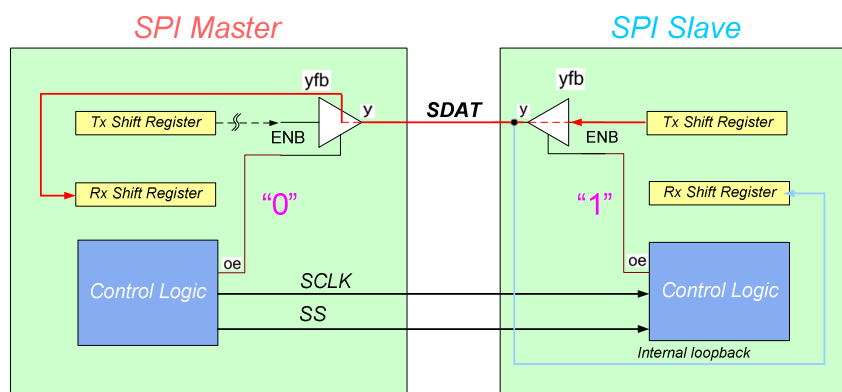 SPI Master
SPI Slave
yfb
yfb
y
SDAT
y
Tx Shift Register
ENB
ENB
Tx Shift Register
Rx Shift Register
“0”
“1”
Rx Shift Register
oe
oe
Control Logic
SCLK
Control Logic
SS
Internal loopback